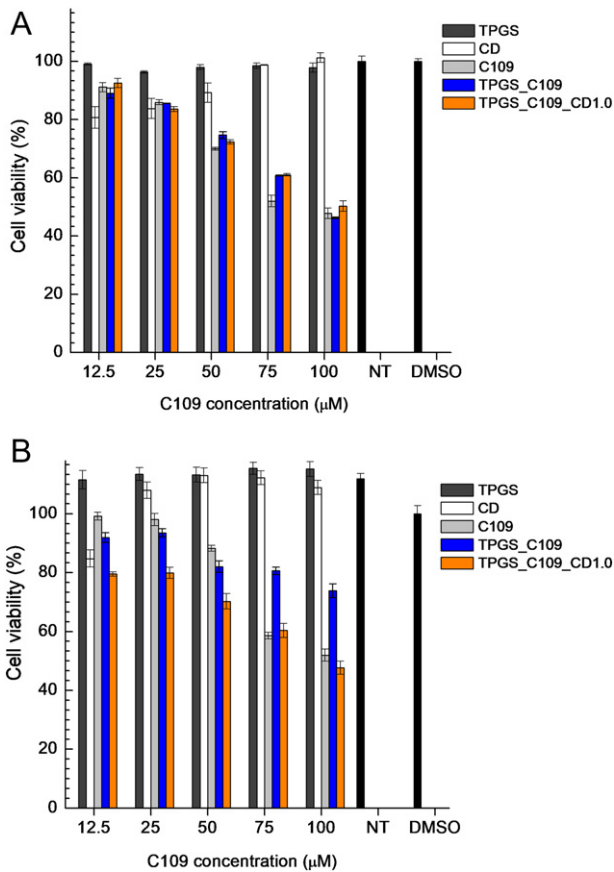 A
TPGS
CD
C109
TPGS_C109
TPGS_C109_CD1.0
Cell viability (%)
100
80
60
40
20
0
12.5 25 50 75 100 NT DMSO
C109 concentration (μM)
B
TPGS
CD
C109
TPGS_C109
TPGS_C109_CD1.0
Cell viability (%)
100
80
60
40
20
0
12.5 25 50 75 100 NT DMSO
C109 concentration (μM)